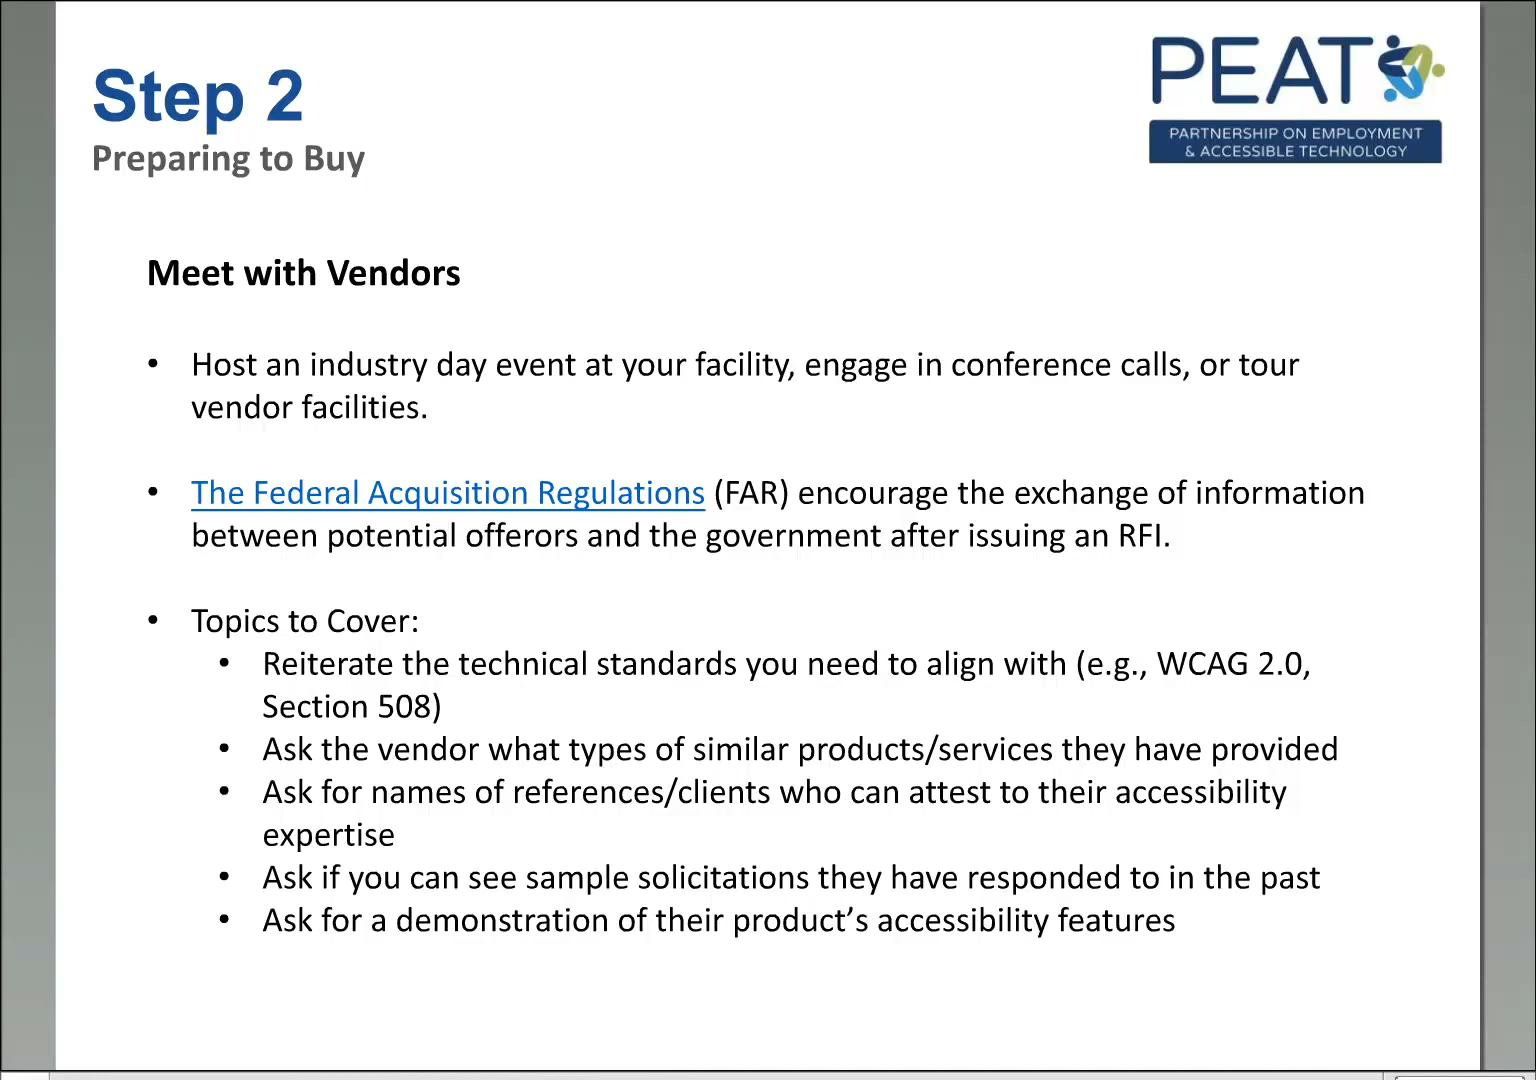 Step 2
Preparing to Buy
PEAT
PARTNERSHIP ON EMPLOYMENT
& ACCESSIBLE TECHNOLOGY
Meet with Vendors
• Host an industry day event at your facility, engage in conference calls, or tour
vendor facilities.
• The Federal Acquisition Regulations (FAR) encourage the exchange of information
between potential offerors and the government after issuing an RFI.
• Topics to Cover:
• Reiterate the technical standards you need to align with (e.g., WCAG 2.0,
Section 508)
• Ask the vendor what types of similar products/services they have provided
• Ask for names of references/clients who can attest to their accessibility
expertise
• Ask if you can see sample solicitations they have responded to in the past
• Ask for a demonstration of their product’s accessibility features